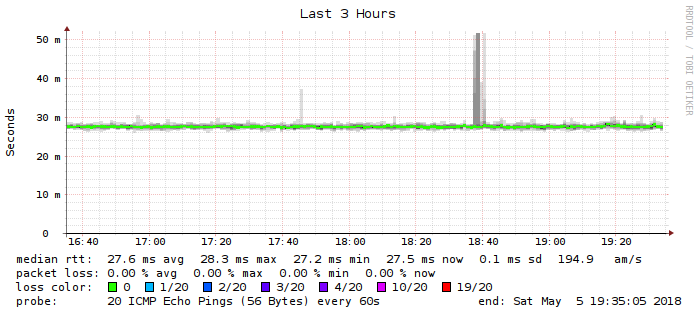 Last 3 Hours
RRDTOOL / TOBI OETIKER
Seconds
50 m
40 m
30 m
20 m
10 m
0
16:40 17:00 17:20 17:40 18:00 18:20 18:40 19:00 19:20
median rtt: 27.6 ms avg 28.3 ms max 27.2 ms min 27.5 ms now 0.1 ms sd 194.9 am/s
packet loss: 0.00 % avg 0.00 % max 0.00 % min 0.00 % now
loss color: 0 1/20 2/20 3/20 4/20 10/20 19/20
probe: 20 ICMP Echo Pings (56 Bytes) every 60s end: Sat May 5 19:35:05 2018